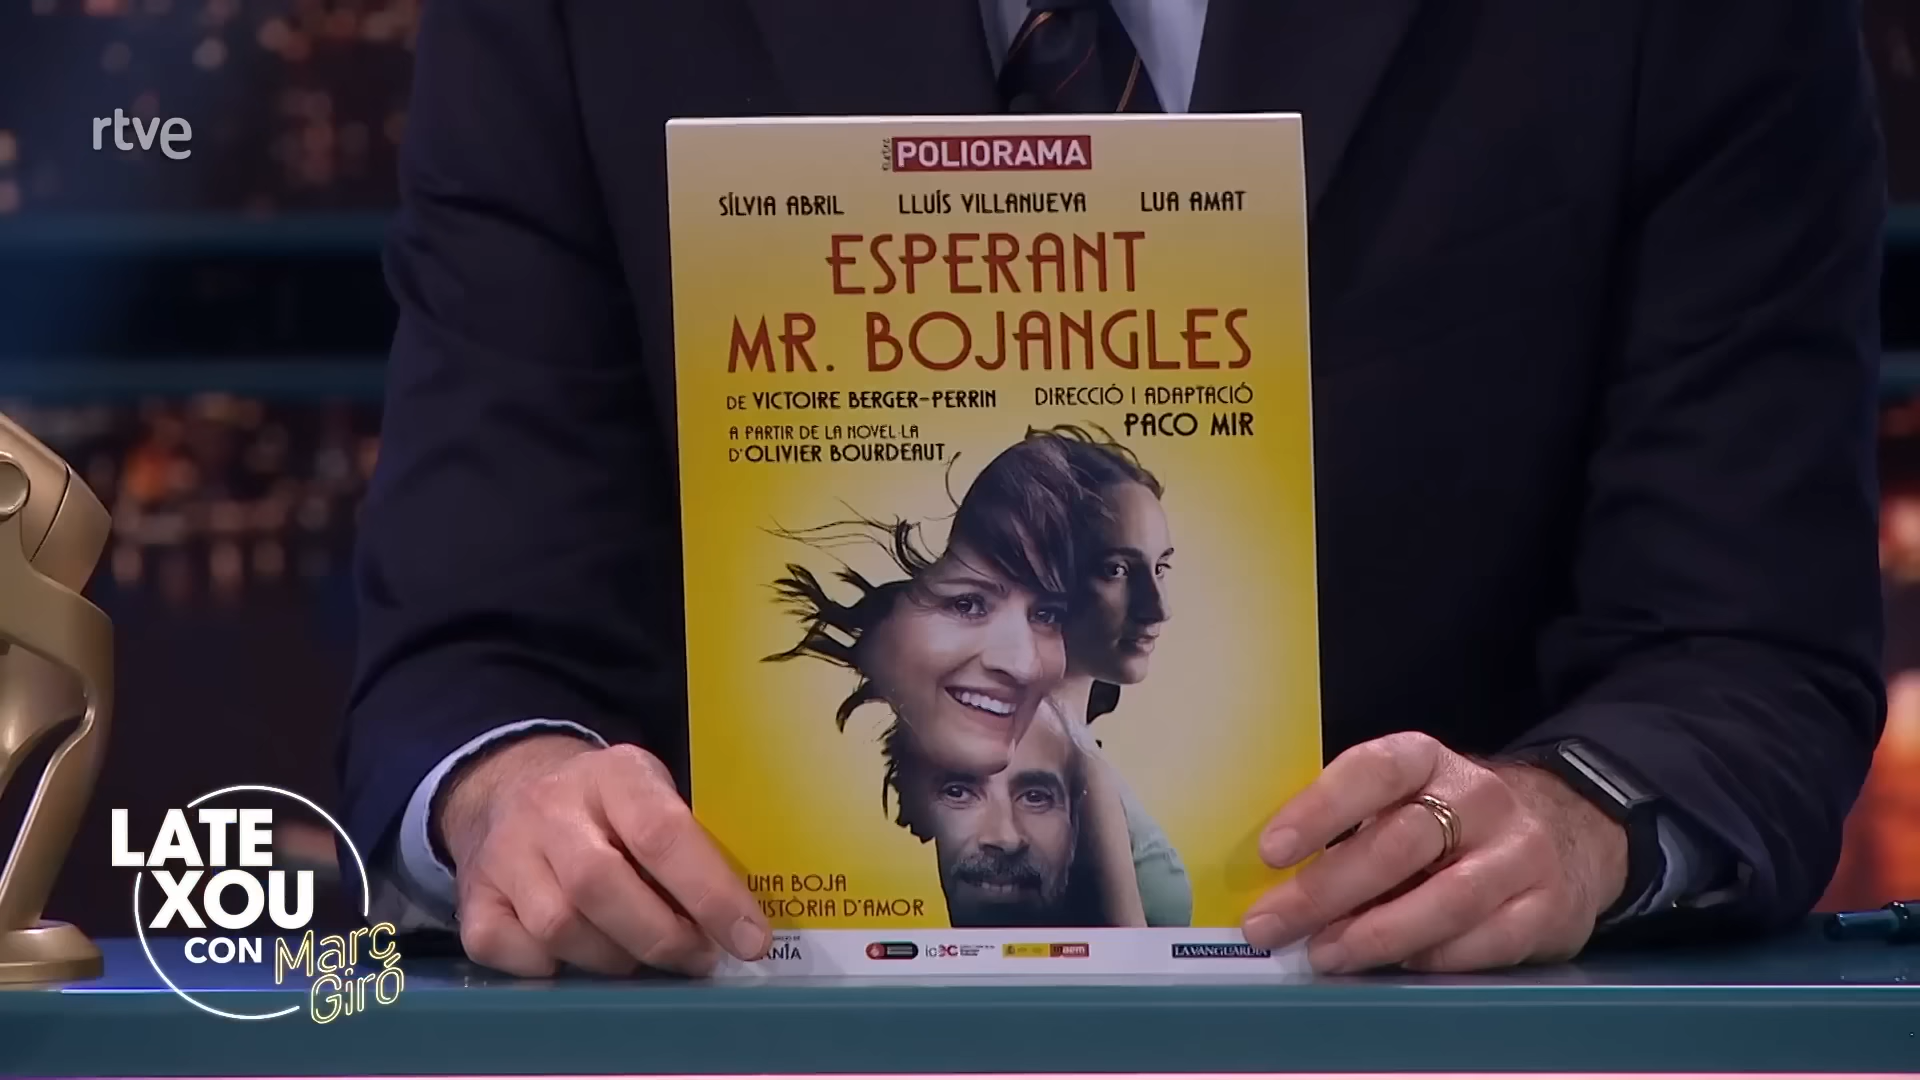 rtve
teatre POLIORAMA
SÍLVIA ABRIL LLUÍS VILLANUEVA LUA AMAT
ESPERANT
MR. BOJANGLES
DE VICTOIRE BERGER-PERRIN
A PARTIR DE LA NOVEL·LA
D'OLIVIER BOURDEAUT
DIRECCIÓ I ADAPTACIÓ
PACO MIR
UNA BOJA
HISTÒRIA D'AMOR
LAVANGUARDIA
LATE
XOU
CON Marc
Giró